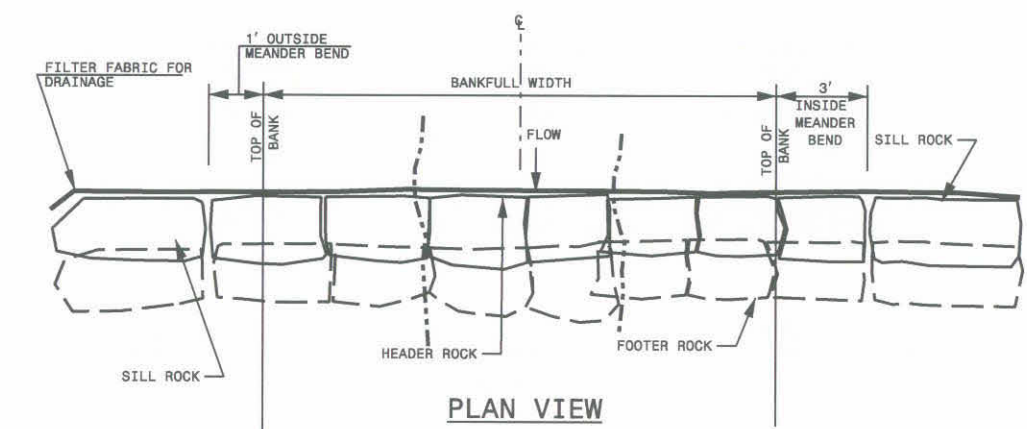 ℄
1' OUTSIDE
MEANDER BEND
FILTER FABRIC FOR
DRAINAGE
BANKFULL WIDTH
3'
INSIDE
MEANDER
BEND
TOP OF
BANK
FLOW
TOP OF
BANK
SILL ROCK
HEADER ROCK
FOOTER ROCK
SILL ROCK
PLAN VIEW